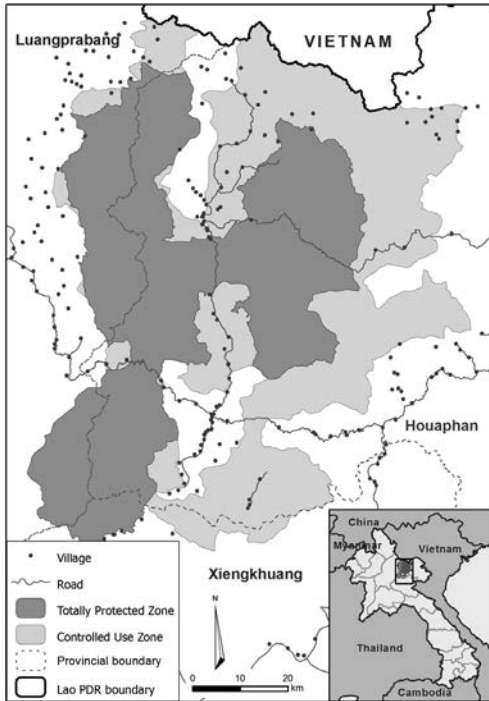 Luangprabang
VIETNAM
Houaphan
Xiengkhuang
Village
Road
Totally Protected Zone
Controlled Use Zone
Provincial boundary
Lao PDR boundary
N
0 10 20
km
China
Myanmar
Vietnam
Thailand
Cambodia